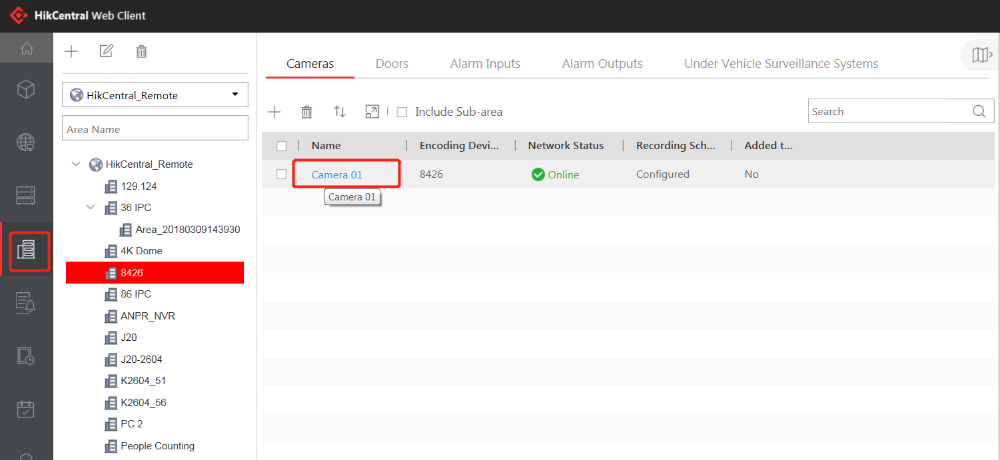 HikCentral Web Client
HikCentral_Remote
Area Name
HikCentral_Remote
129.124
36 IPC
Area_20180309143930
4K Dome
8426
86 IPC
ANPR_NVR
J20
J20-2604
K2604_51
K2604_56
PC 2
People Counting
Cameras Doors Alarm Inputs Alarm Outputs Under Vehicle Surveillance Systems
Include Sub-area Search
Name Encoding Devi... Network Status Recording Sch... Added t...
Camera 01 8426 Online Configured No
Camera 01